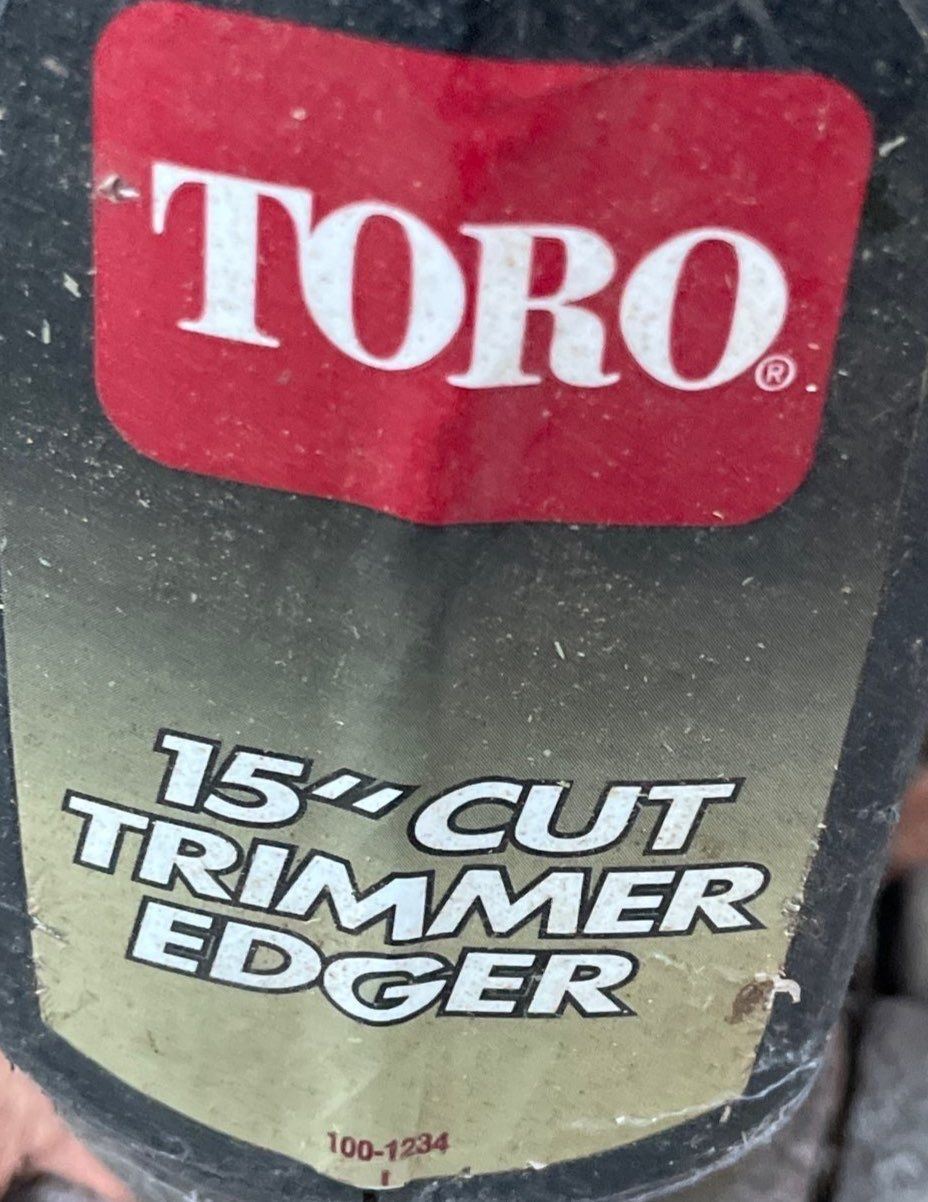 TORO®
15" CUT
TRIMMER
EDGER
100-1234